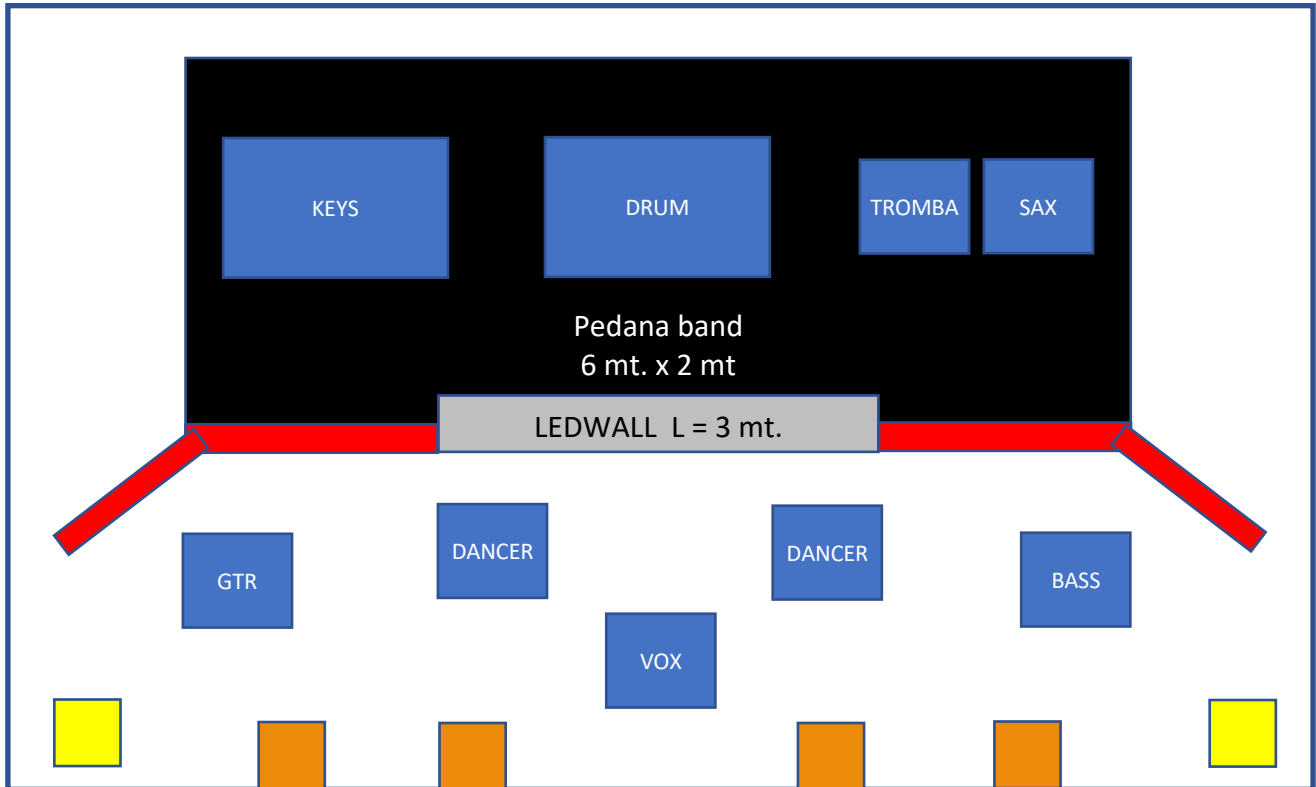 KEYS
DRUM
TROMBA
SAX
Pedana band
6 mt. x 2 mt
LEDWALL  L = 3 mt.
DANCER
DANCER
GTR
BASS
VOX